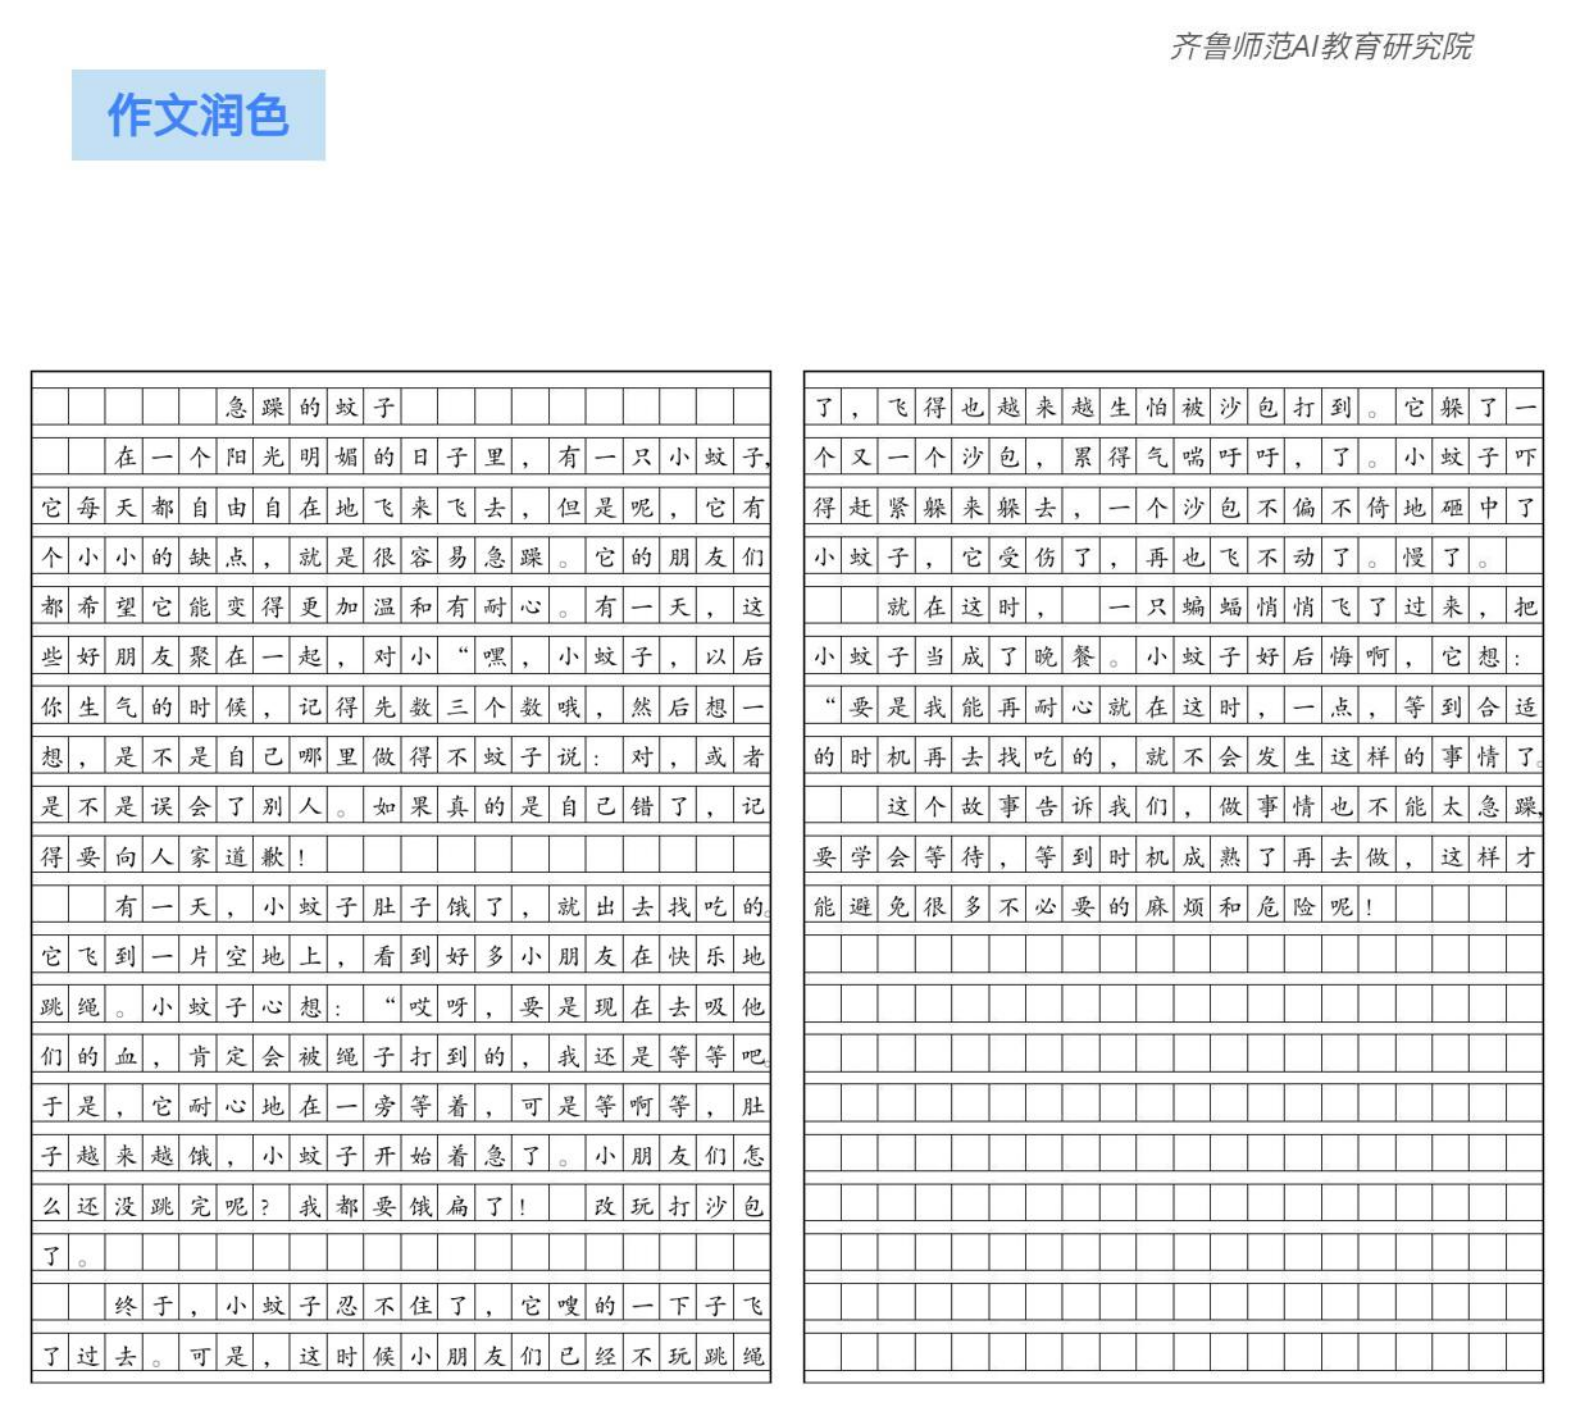 齐鲁师范AI教育研究院
作文润色
急躁的蚊子
在一个阳光明媚的日子里，有一只小蚊子，
它每天都自由自在地飞来飞去，但是呢，它有
个小小的缺点，就是很容易急躁。它的朋友们
都希望它能变得更加温和有耐心。有一天，这
些好朋友聚在一起，对小“嘿，小蚊子，以后
你生气的时候，记得先数三个数哦，然后想一
想，是不是自己哪里做得不蚊子说：对，或者
是不是误会了别人。如果真的是自己错了，记
得要向人家道歉！
有一天，小蚊子肚子饿了，就出去找吃的。
它飞到一片空地上，看到好多小朋友在快乐地
跳绳。小蚊子心想：“哎呀，要是现在去吸他
们的血，肯定会被绳子打到的，我还是等等吧。
于是，它耐心地在一旁等着，可是等啊等，肚
子越来越饿，小蚊子开始着急了。小朋友们怎
么还没跳完呢？我都要饿扁了！ 改玩打沙包
了。
终于，小蚊子忍不住了，它嗖的一下子飞
了过去。可是，这时候小朋友们已经不玩跳绳
了，飞得也越来越生怕被沙包打到。它躲了一
个又一个沙包，累得气喘吁吁，了。小蚊子吓
得赶紧躲来躲去，一个沙包不偏不倚地砸中了
小蚊子，它受伤了，再也飞不动了。慢了。
就在这时， 一只蝙蝠悄悄飞了过来，把
小蚊子当成了晚餐。小蚊子好后悔啊，它想：
“要是我能再耐心就在这时，一点，等到合适
的时机再去找吃的，就不会发生这样的事情了。
这个故事告诉我们，做事情也不能太急躁，
要学会等待，等到时机成熟了再去做，这样才
能避免很多不必要的麻烦和危险呢！